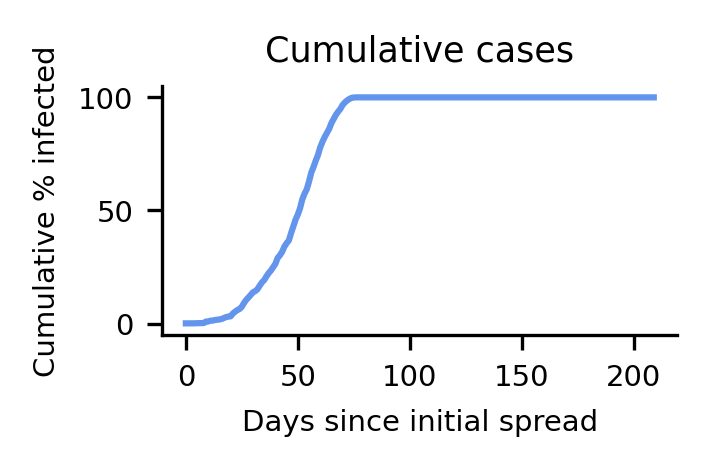 Cumulative cases
Cumulative % infected
100
50
0
0 50 100 150 200
Days since initial spread